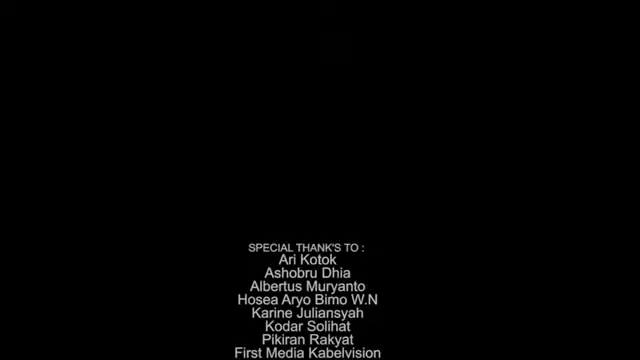 SPECIAL THANK'S TO :
Ari Kotok
Ashobru Dhia
Albertus Muryanto
Hosea Aryo Bimo W.N
Karine Juliansyah
Kodar Solihat
Pikiran Rakyat
First Media Kabelvision